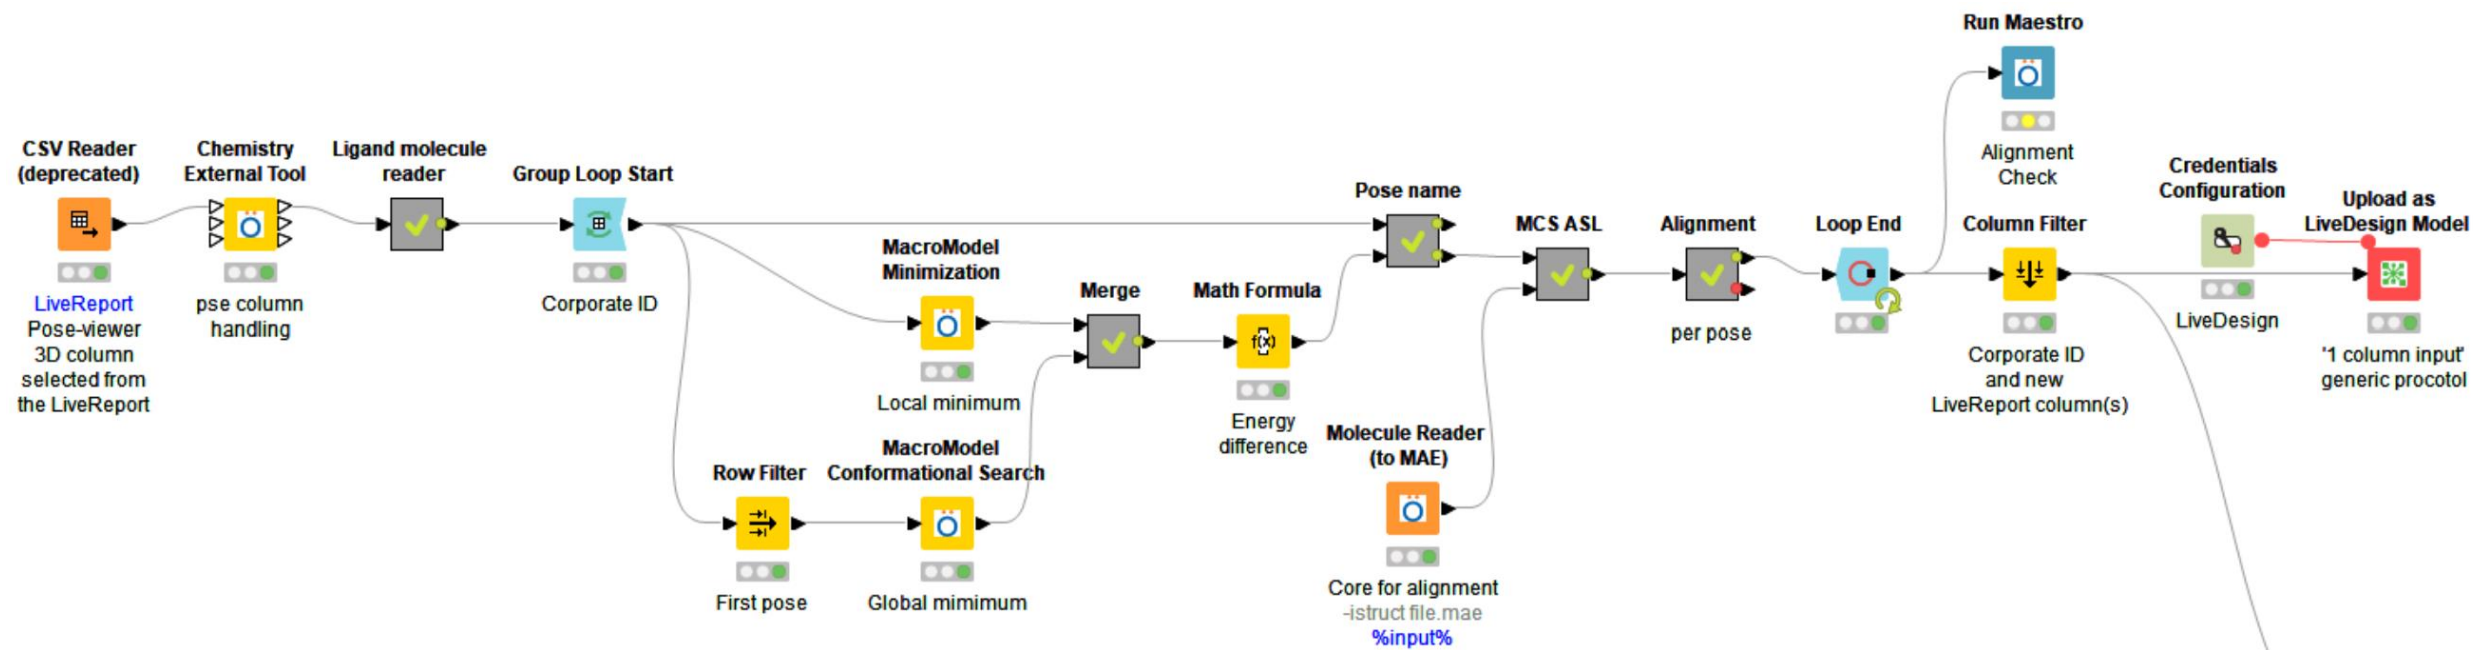 Run Maestro
Alignment
Check
CSV Reader
(deprecated)
LiveReport
Pose-viewer
3D column
selected from
the LiveReport
Chemistry
External Tool
pse column
handling
Ligand molecule
reader
Group Loop Start
Corporate ID
MacroModel
Minimization
Local minimum
Row Filter
First pose
MacroModel
Conformational Search
Global mimimum
Merge
Math Formula
f(x)
Energy
difference
Pose name
Molecule Reader
(to MAE)
Core for alignment
-istruct file.mae
%input%
MCS ASL
Alignment
per pose
Loop End
Column Filter
Corporate ID
and new
LiveReport column(s)
Credentials
Configuration
LiveDesign
Upload as
LiveDesign Model
'1 column input'
generic procotol